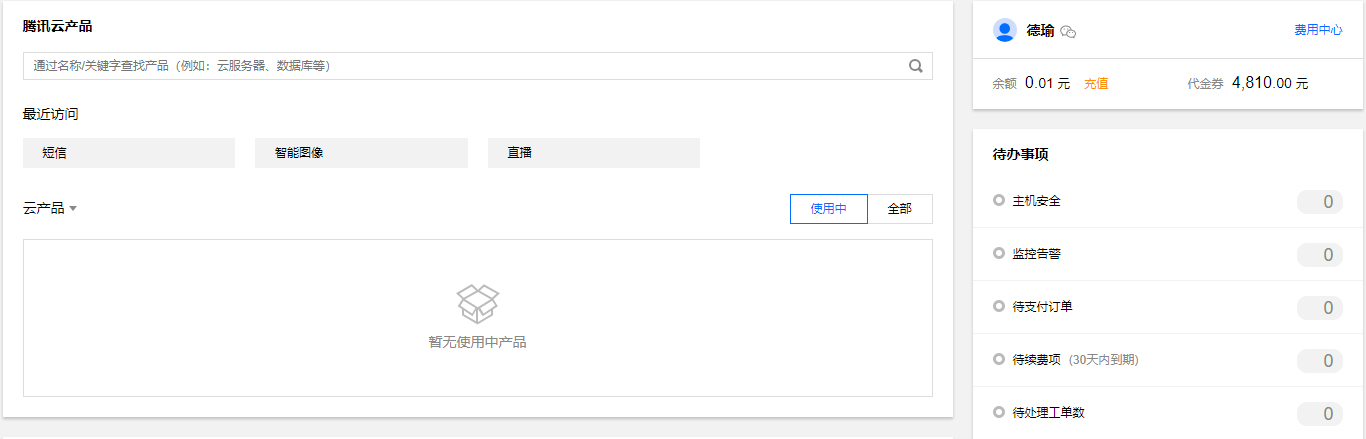 腾讯云产品
通过名称/关键字查找产品（例如：云服务器、数据库等）
最近访问
短信
智能图像
直播
云产品
使用中
全部
暂无使用中产品
德瑜
费用中心
余额 0.01 元 充值
代金券 4,810.00 元
待办事项
主机安全 0
监控告警 0
待支付订单 0
待续费项 (30天内到期) 0
待处理工单数 0